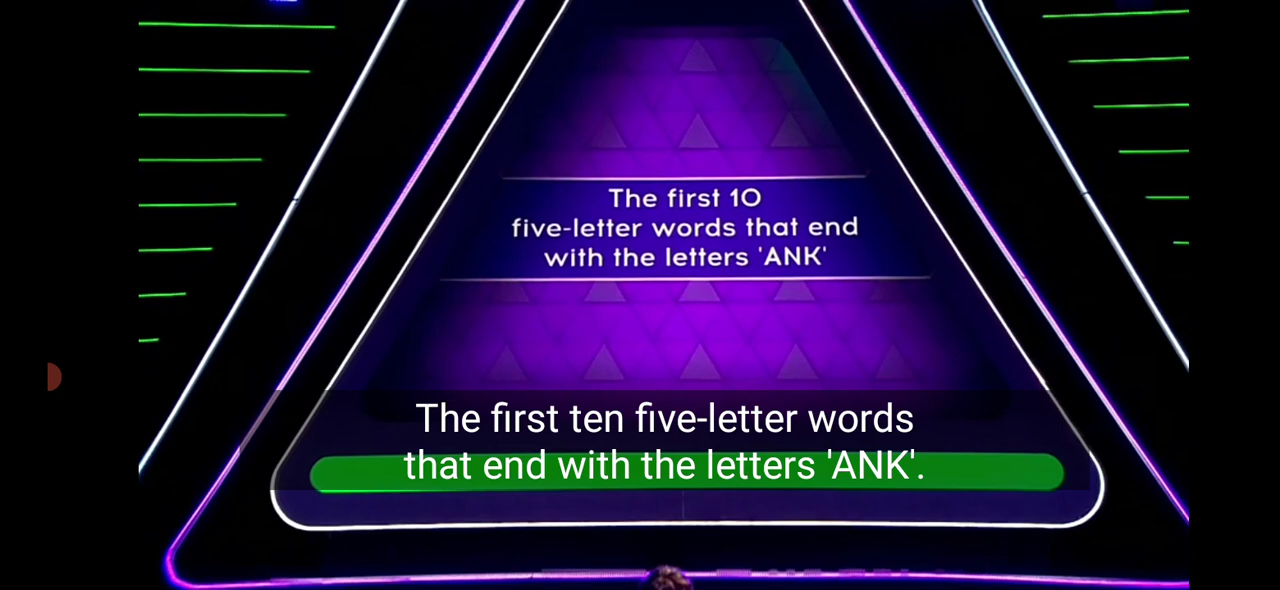 The first 10
five-letter words that end
with the letters 'ANK'
The first ten five-letter words
that end with the letters 'ANK'.